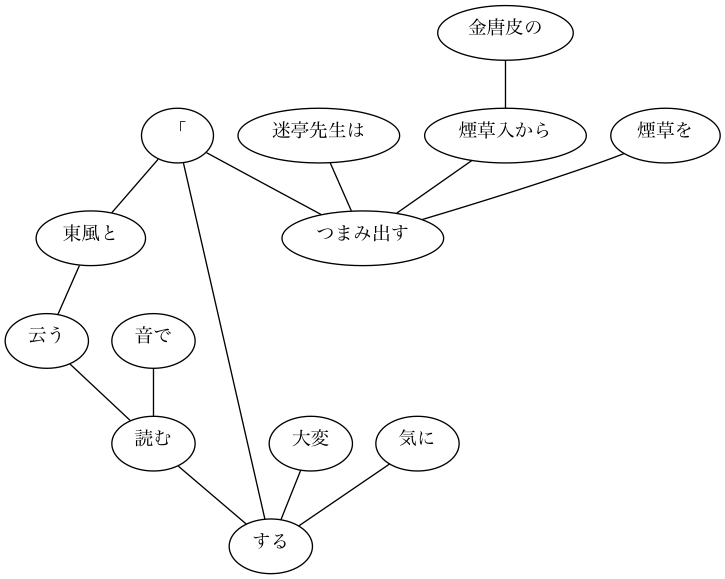 金唐皮の
「
迷亭先生は
煙草入から
煙草を
東風と
つまみ出す
云う
音で
読む
大変
気に
する